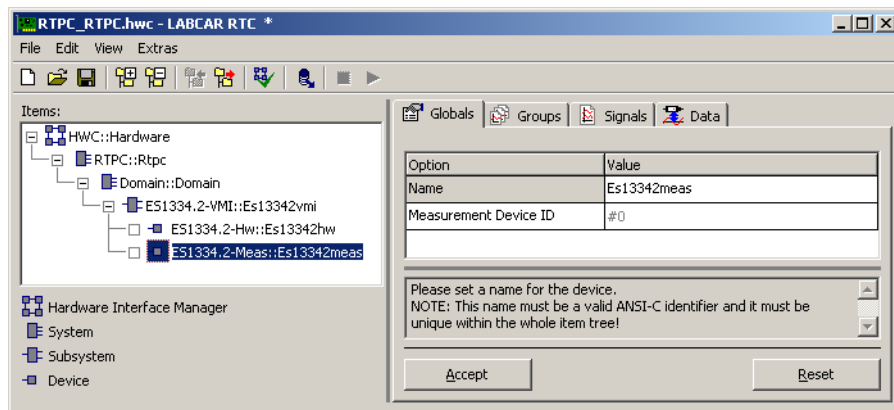 RTPC_RTPC.hwc - LABCAR RTC *
File Edit View Extras
Items:
HWC::Hardware
RTPC::Rtpc
Domain::Domain
ES1334.2-VMI::Es13342vmi
ES1334.2-Hw::Es13342hw
ES1334.2-Meas::Es13342meas
Hardware Interface Manager
System
Subsystem
Device
Globals Groups Signals Data
Option Value
Name Es13342meas
Measurement Device ID #0
Please set a name for the device.
NOTE: This name must be a valid ANSI-C identifier and it must be
unique within the whole item tree!
Accept Reset